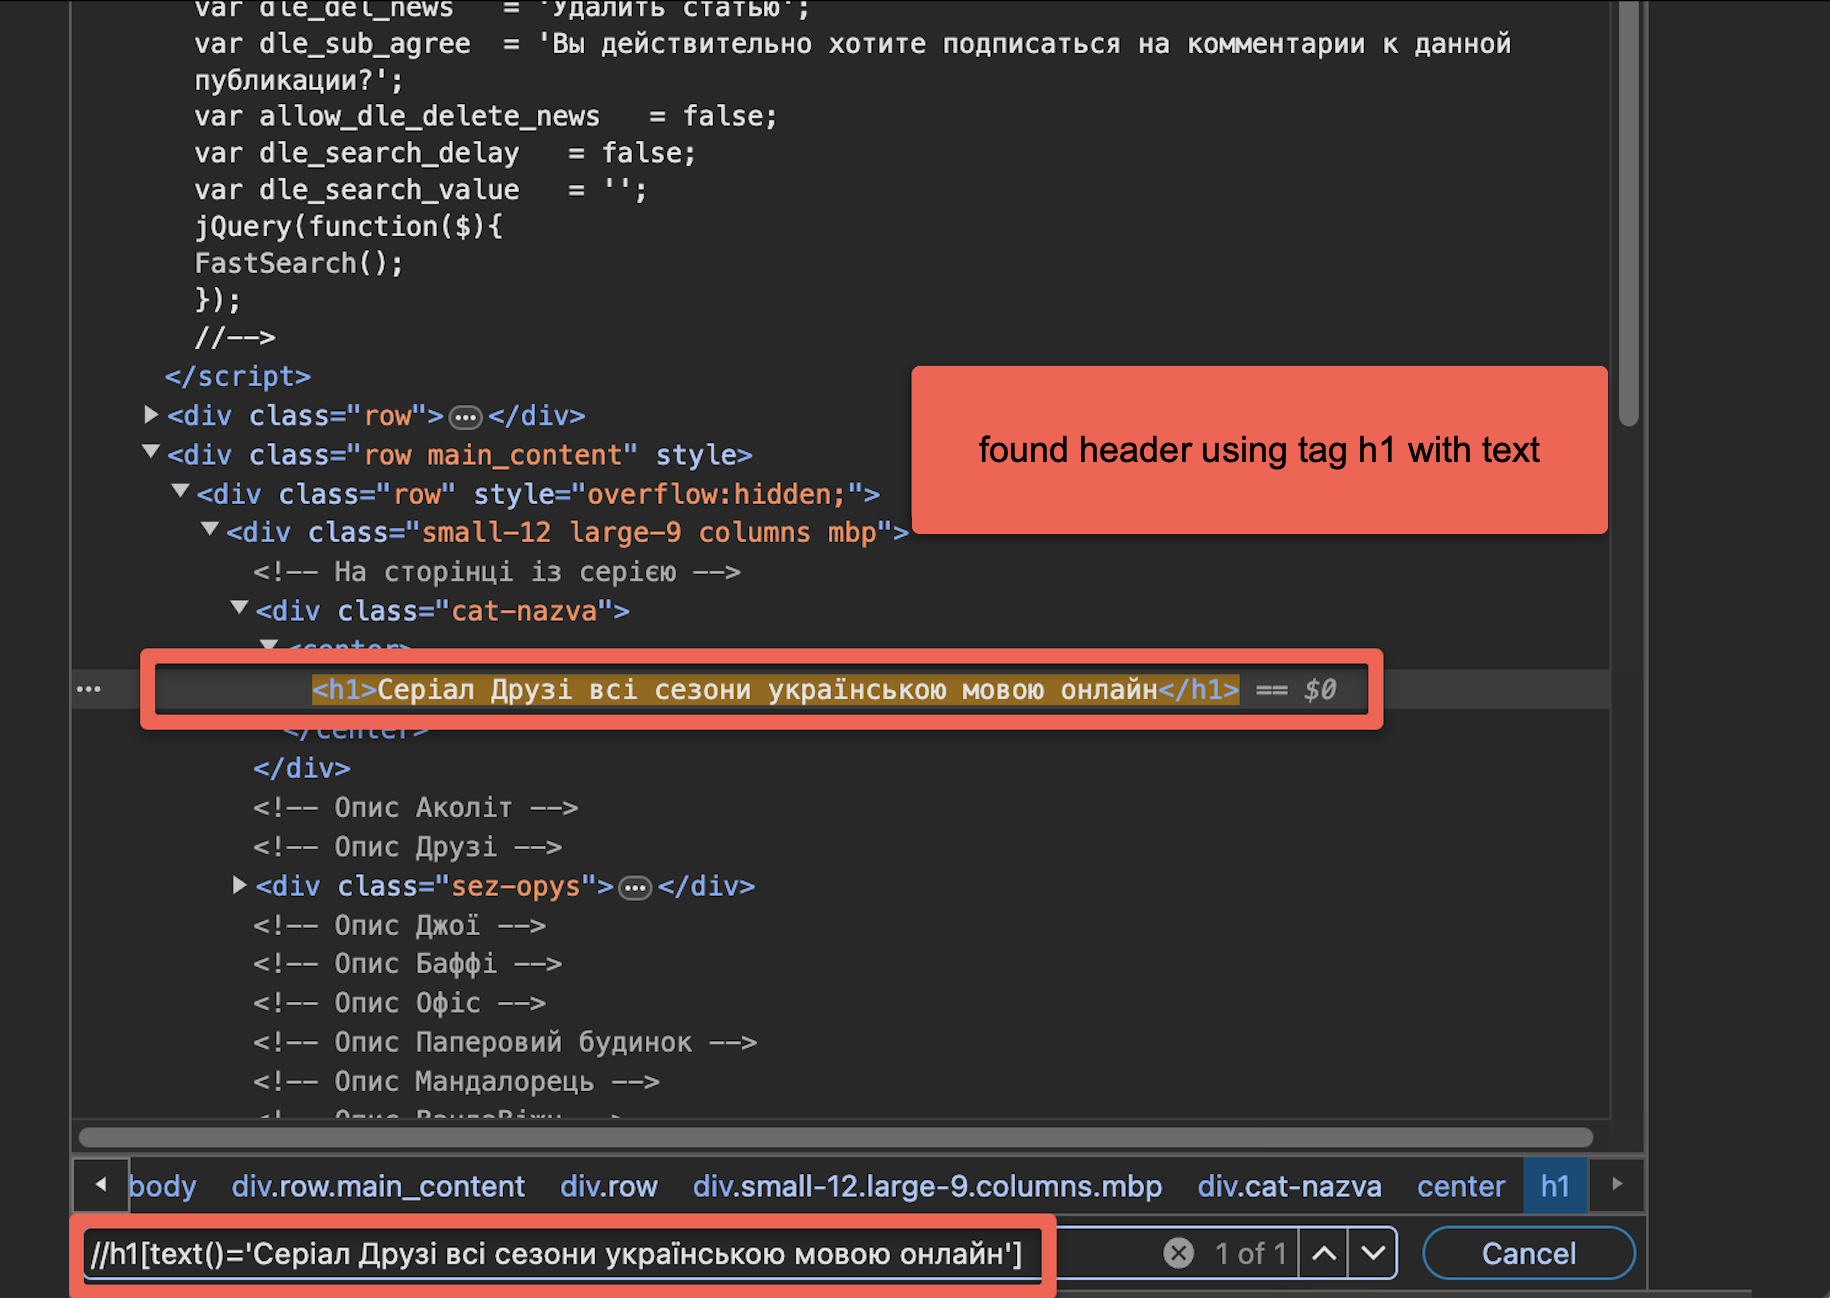 var dle_del_news   = 'Удалить статью';
var dle_sub_agree  = 'Вы действительно хотите подписаться на комментарии к данной
публикации?';
var allow_dle_delete_news   = false;
var dle_search_delay   = false;
var dle_search_value   = '';
jQuery(function($){
FastSearch();
});
//-->
</script>
<div class="row">…</div>
<div class="row main_content" style>
<div class="row" style="overflow:hidden;">
<div class="small-12 large-9 columns mbp">
found header using tag h1 with text
<!-- На сторінці із серією -->
<div class="cat-nazva">
<center>
<h1>Серіал Друзі всі сезони українською мовою онлайн</h1> == $0
</center>
</div>
<!-- Опис Аколіт -->
<!-- Опис Друзі -->
<div class="sez-opys">…</div>
<!-- Опис Джої -->
<!-- Опис Баффі -->
<!-- Опис Офіс -->
<!-- Опис Паперовий будинок -->
<!-- Опис Мандалорець -->
body div.row.main_content div.row div.small-12.large-9.columns.mbp div.cat-nazva center h1
//h1[text()='Серіал Друзі всі сезони українською мовою онлайн'] 1 of 1 Cancel